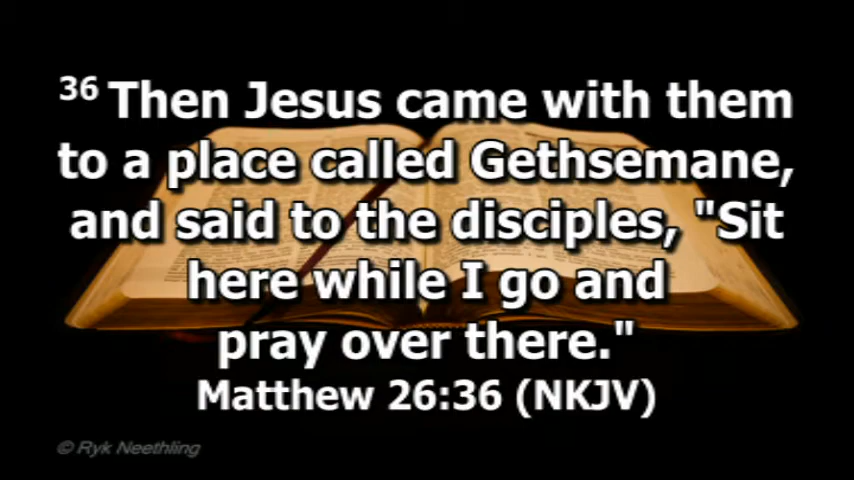 36 Then Jesus came with them
to a place called Gethsemane,
and said to the disciples, "Sit
here while I go and
pray over there."
Matthew 26:36 (NKJV)
© Ryk Neethling